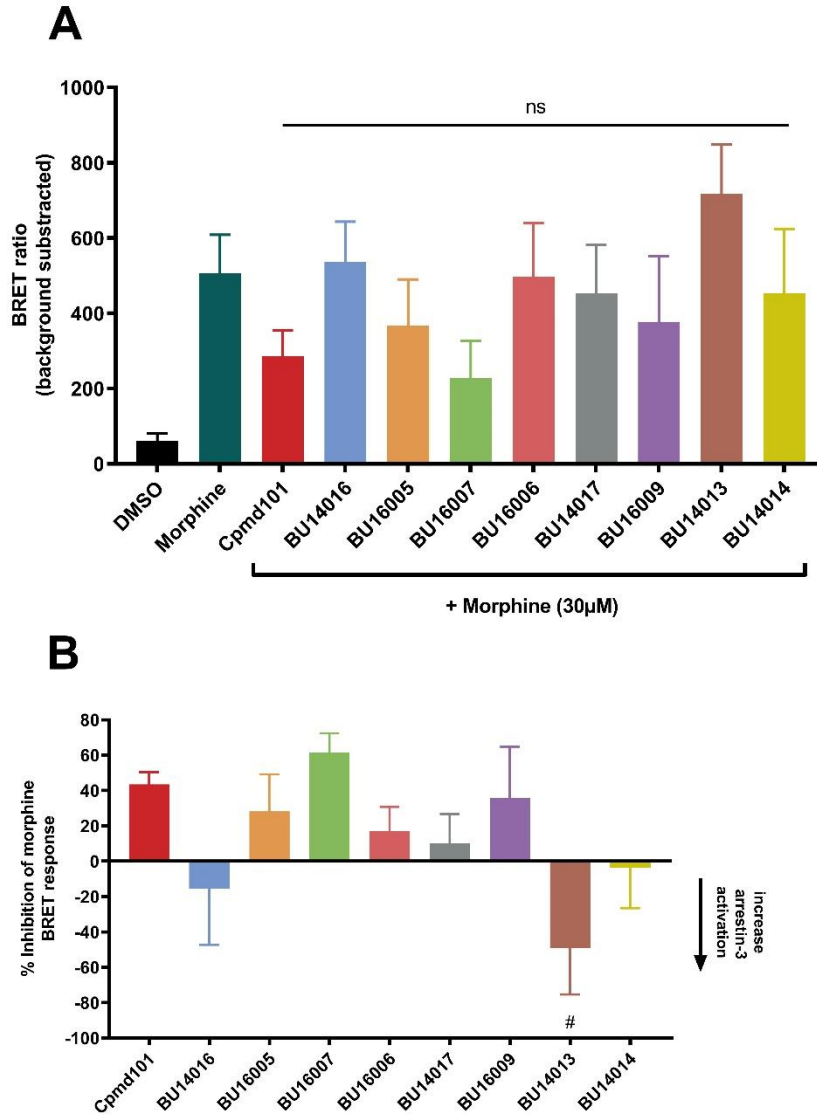 A
ns
1000
800
600
400
200
0
BRET ratio
(background substracted)
DMSO
Morphine
Cpmd101
BU14016
BU16005
BU16007
BU16006
BU14017
BU16009
BU14013
BU14014
+ Morphine (30µM)
B
80
60
40
20
0
-20
-40
-60
-80
-100
% Inhibition of morphine
BRET response
#
increase
arrestin-3
activation
Cpmd101
BU14016
BU16005
BU16007
BU16006
BU14017
BU16009
BU14013
BU14014